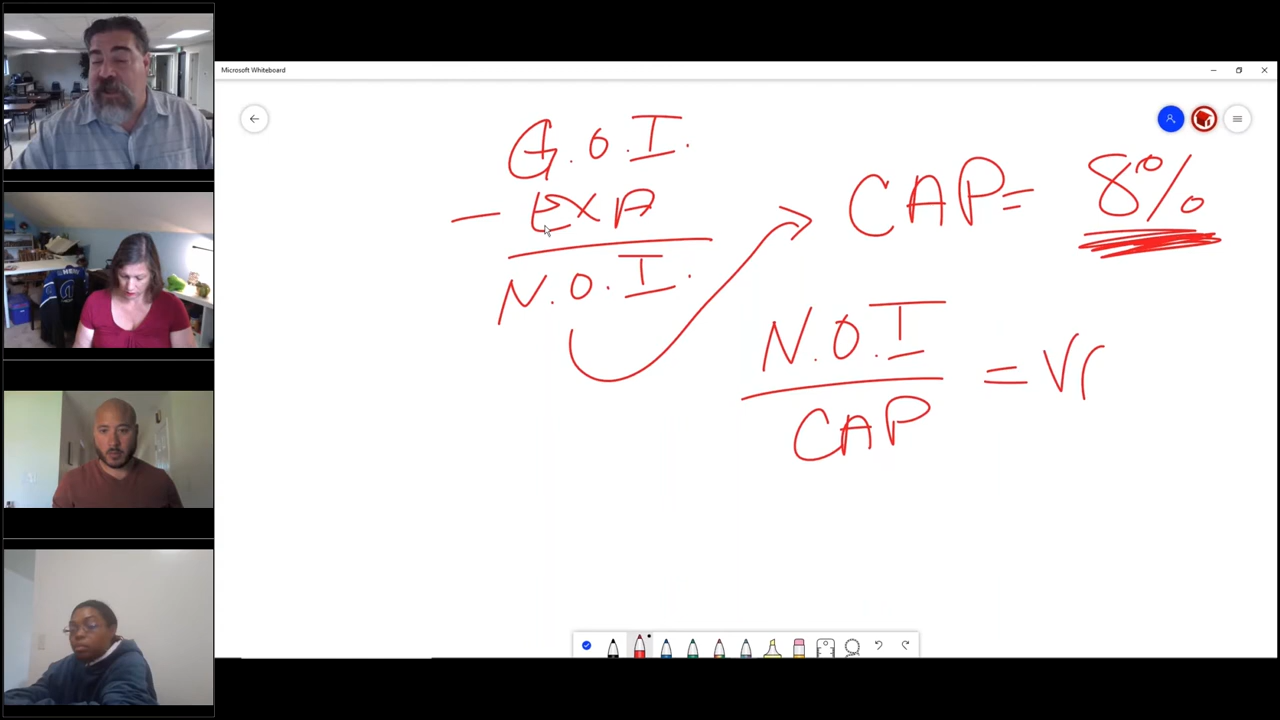 Microsoft Whiteboard
G.O.I.
- EXP
N.O.I.
CAP = 8%
N.O.I
CAP
= V